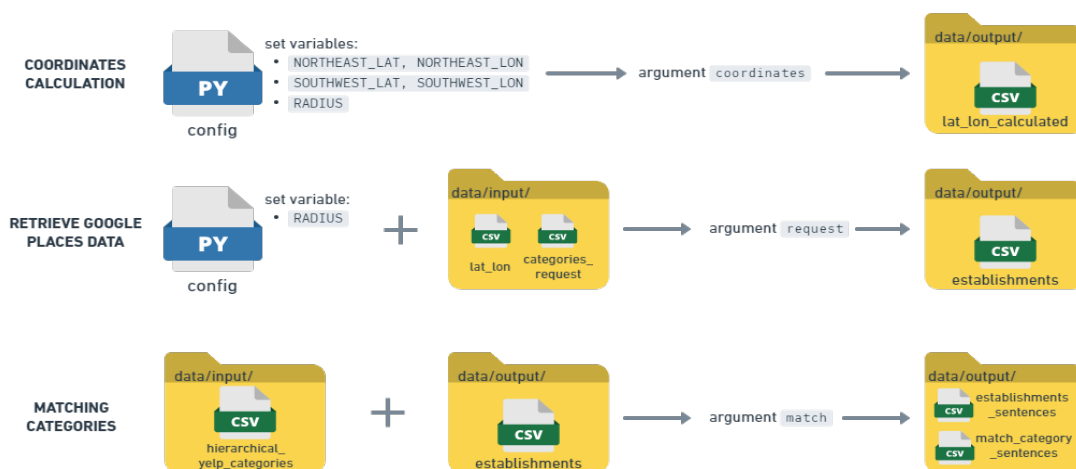 COORDINATES
CALCULATION
PY
config
set variables:
• NORTHEAST_LAT, NORTHEAST_LON
• SOUTHWEST_LAT, SOUTHWEST_LON
• RADIUS
argument coordinates
data/output/
CSV
lat_lon_calculated
RETRIEVE GOOGLE
PLACES DATA
PY
config
set variable:
• RADIUS
data/input/
CSV
lat_lon
CSV
categories_
request
argument request
data/output/
CSV
establishments
MATCHING
CATEGORIES
data/input/
CSV
hierarchical_
yelp_categories
data/output/
CSV
establishments
argument match
data/output/
CSV
establishments
_sentences
CSV
match_category
_sentences